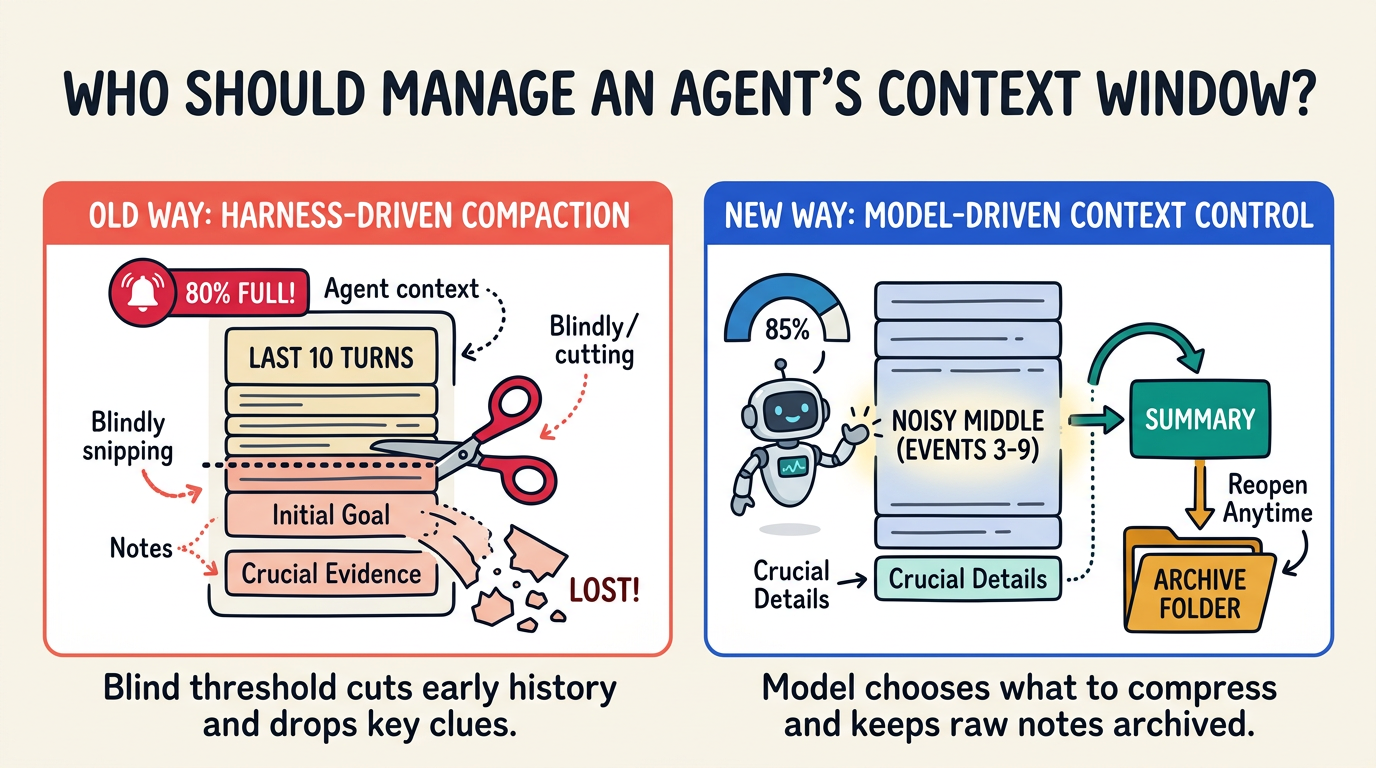 WHO SHOULD MANAGE AN AGENT'S CONTEXT WINDOW?
OLD WAY: HARNESS-DRIVEN COMPACTION
80% FULL!
Agent context
LAST 10 TURNS
Blindly/
cutting
Blindly
snipping
Initial Goal
Notes
Crucial Evidence
LOST!
Blind threshold cuts early history
and drops key clues.
NEW WAY: MODEL-DRIVEN CONTEXT CONTROL
85%
NOISY MIDDLE
(EVENTS 3-9)
SUMMARY
Reopen
Anytime
Crucial
Details
Crucial Details
ARCHIVE
FOLDER
Model chooses what to compress
and keeps raw notes archived.